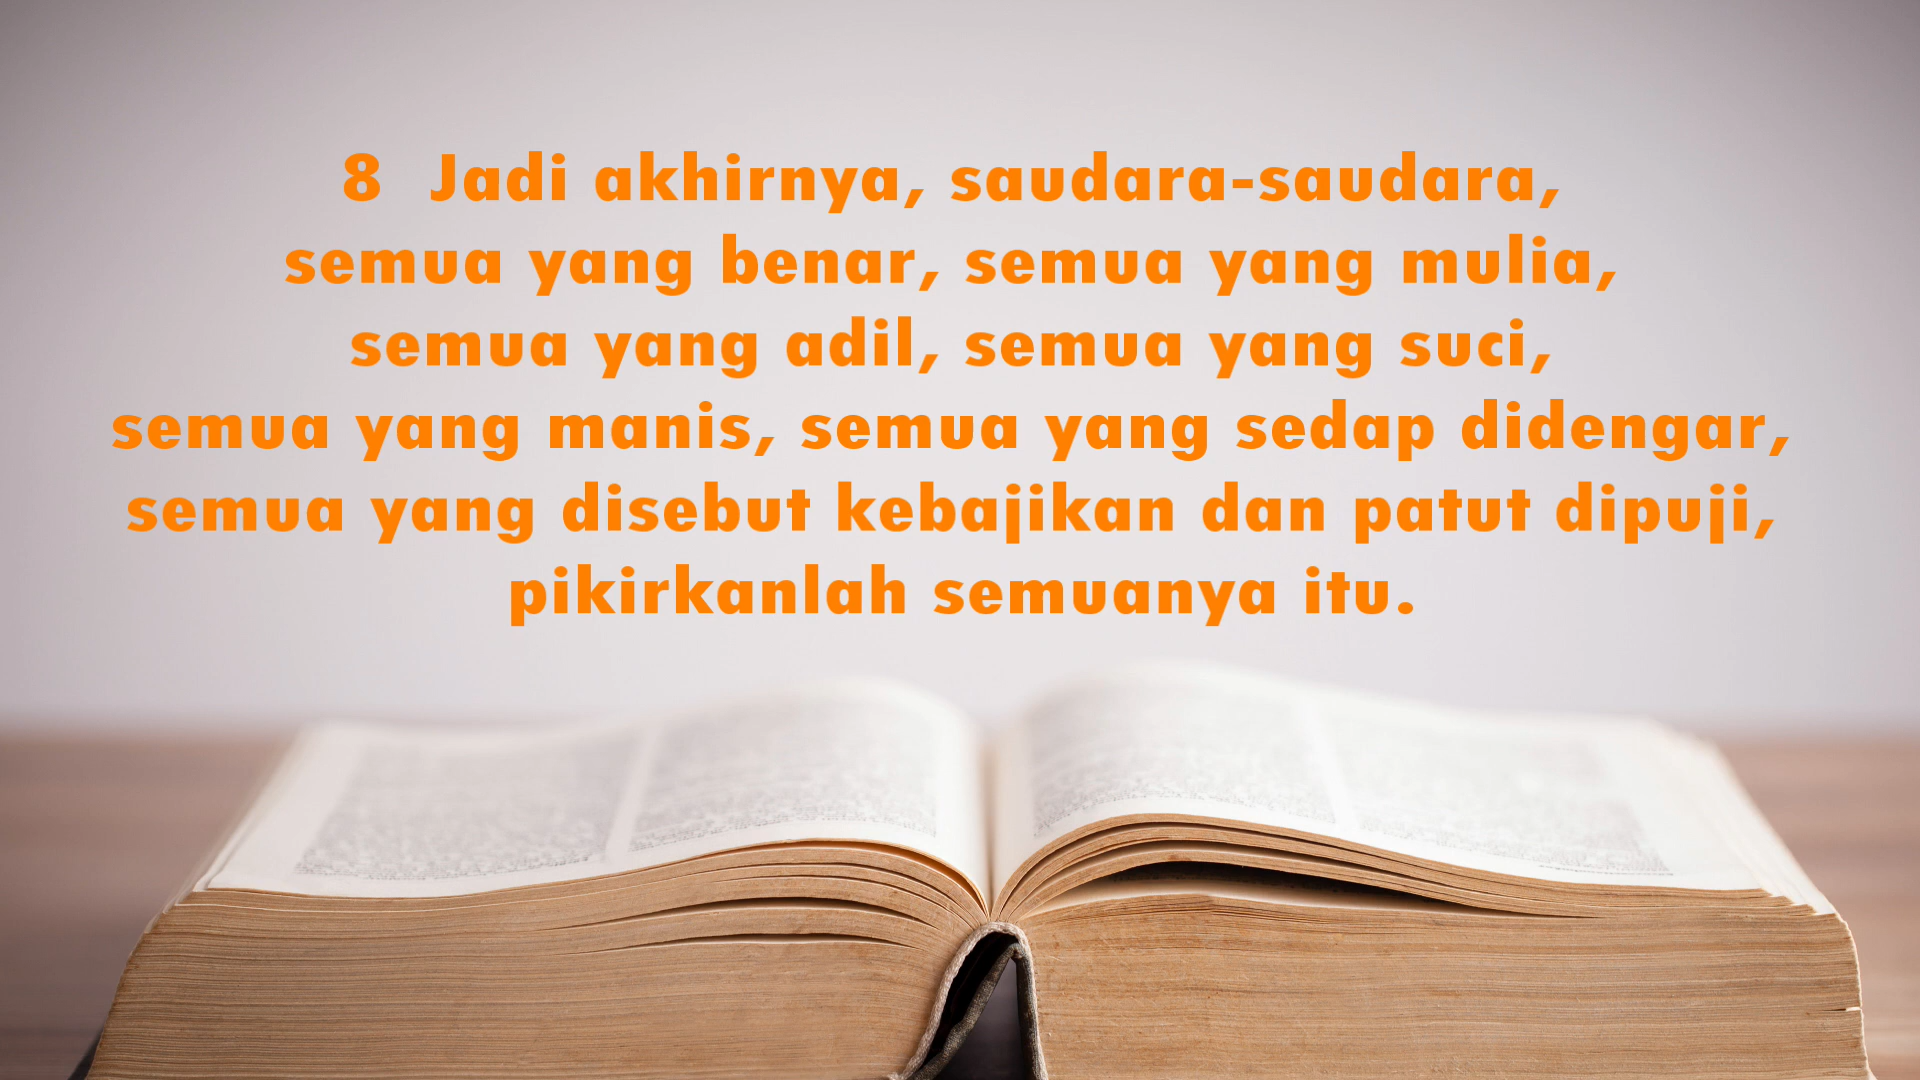 8  Jadi akhirnya, saudara-saudara,
semua yang benar, semua yang mulia,
semua yang adil, semua yang suci,
semua yang manis, semua yang sedap didengar,
semua yang disebut kebajikan dan patut dipuji,
pikirkanlah semuanya itu.